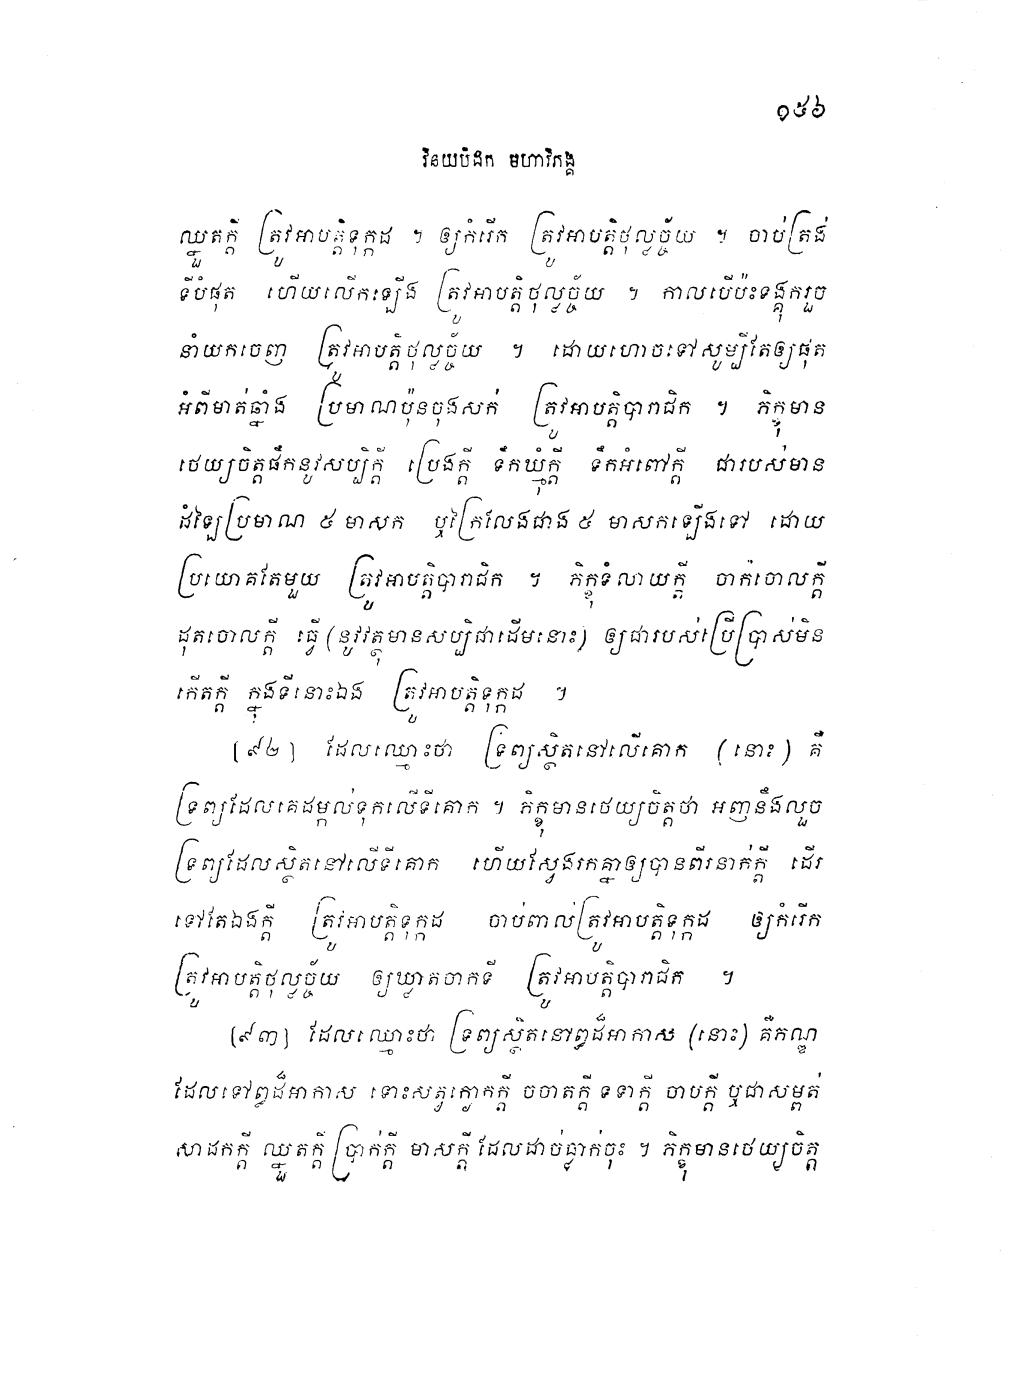 ១៥៦
វិនយបិដក មហាវិភង្គ
ឈ្នួតក្តី ត្រូវអាបត្តិទុក្កដ ។ ឲ្យកំរើក ត្រូវអាបត្តិថុល្លច្ច័យ ។ ចាប់ត្រង់
ទីបំផុត ហើយលើកឡើង ត្រូវអាបត្តិថុល្លច្ច័យ ។ កាលបើប៉ះទង្គុករួច
នាំយកចេញ ត្រូវអាបត្តិថុល្លច្ច័យ ។ ដោយហោចទៅសូម្បីតែឲ្យផុត
អំពីមាត់ឆ្នាំង ប្រមាណប៉ុនចុងសក់ ត្រូវអាបត្តិបារាជិក ។ ភិក្ខុមាន
ថេយ្យចិត្តផឹកនូវសប្បិក្តី ប្រេងក្តី ទឹកឃ្មុំក្តី ទឹកអំពៅក្តី ជារបស់មាន
ដំឡៃប្រមាណ ៥ មាសក ឬក្រៃលែងជាង ៥ មាសកឡើងទៅ ដោយ
ប្រយោគតែមួយ ត្រូវអាបត្តិបារាជិក ។ ភិក្ខុទំលាយក្តី ចាក់ចោលក្តី
ដុតចោលក្តី ធ្វើ (នូវវត្ថុមានសប្បិជាដើមនោះ) ឲ្យជារបស់ប្រើប្រាស់មិន
កើតក្តី ក្នុងទីនោះឯង ត្រូវអាបត្តិទុក្កដ ។
(៩២) ដែលឈ្មោះថា ទ្រព្យស្ថិតនៅលើគោក (នោះ) គឺ
ទ្រព្យដែលគេដម្កល់ទុកលើទីគោក ។ ភិក្ខុមានថេយ្យចិត្តថា អញនឹងលួច
ទ្រព្យដែលស្ថិតនៅលើទីគោក ហើយស្វែងរកគ្នាឲ្យបានពីរនាក់ក្តី ដើរ
ទៅតែឯងក្តី ត្រូវអាបត្តិទុក្កដ ចាប់ពាល់ត្រូវអាបត្តិទុក្កដ ឲ្យកំរើក
ត្រូវអាបត្តិថុល្លច្ច័យ ឲ្យឃ្លាតចាកទី ត្រូវអាបត្តិបារាជិក ។
(៩៣) ដែលឈ្មោះថា ទ្រព្យស្ថិតនៅឰដ៏អាកាស (នោះ) គឺភណ្ឌ
ដែលទៅឰដ៏អាកាស ទោះសត្វក្ងោកក្តី ចចាតក្តី ទទាក្តី ចាបក្តី ឬជាសម្ពត់
សាដកក្តី ឈ្នួតក្តី ប្រាក់ក្តី មាសក្តី ដែលដាច់ធ្លាក់ចុះ ។ ភិក្ខុមានថេយ្យចិត្ត